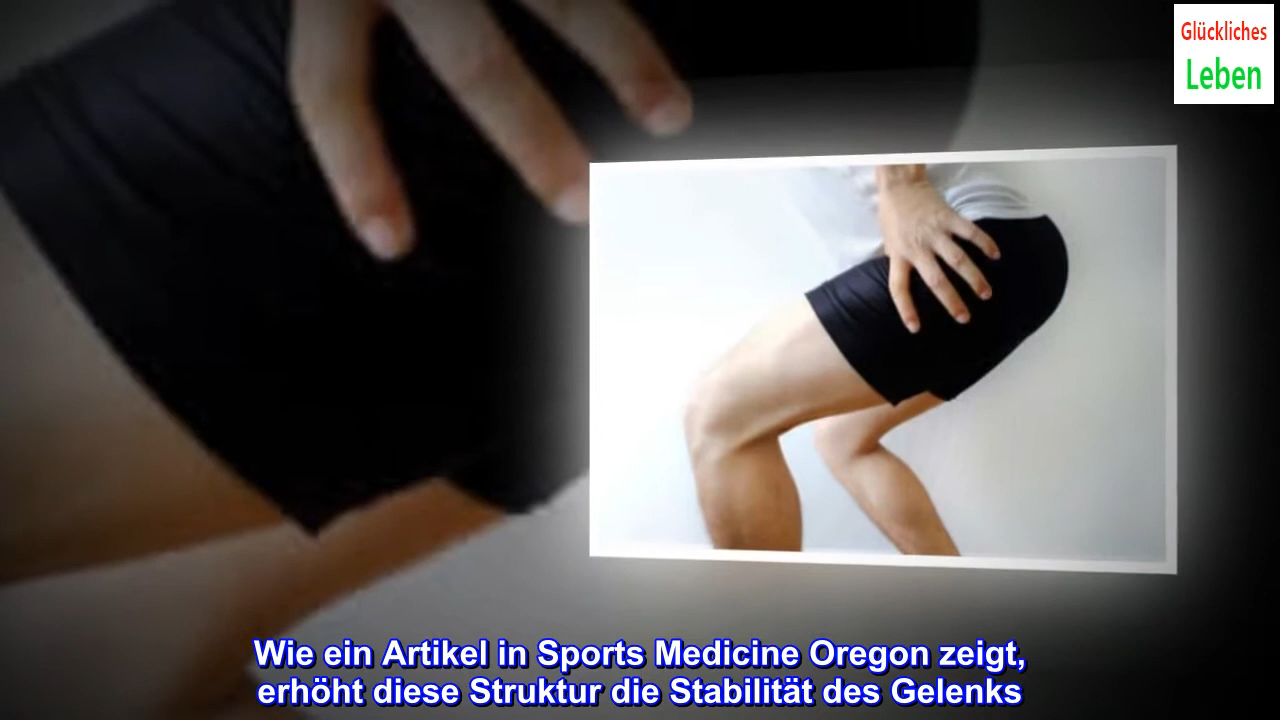 Glückliches
Leben
Wie ein Artikel in Sports Medicine Oregon zeigt,
erhöht diese Struktur die Stabilität des Gelenks